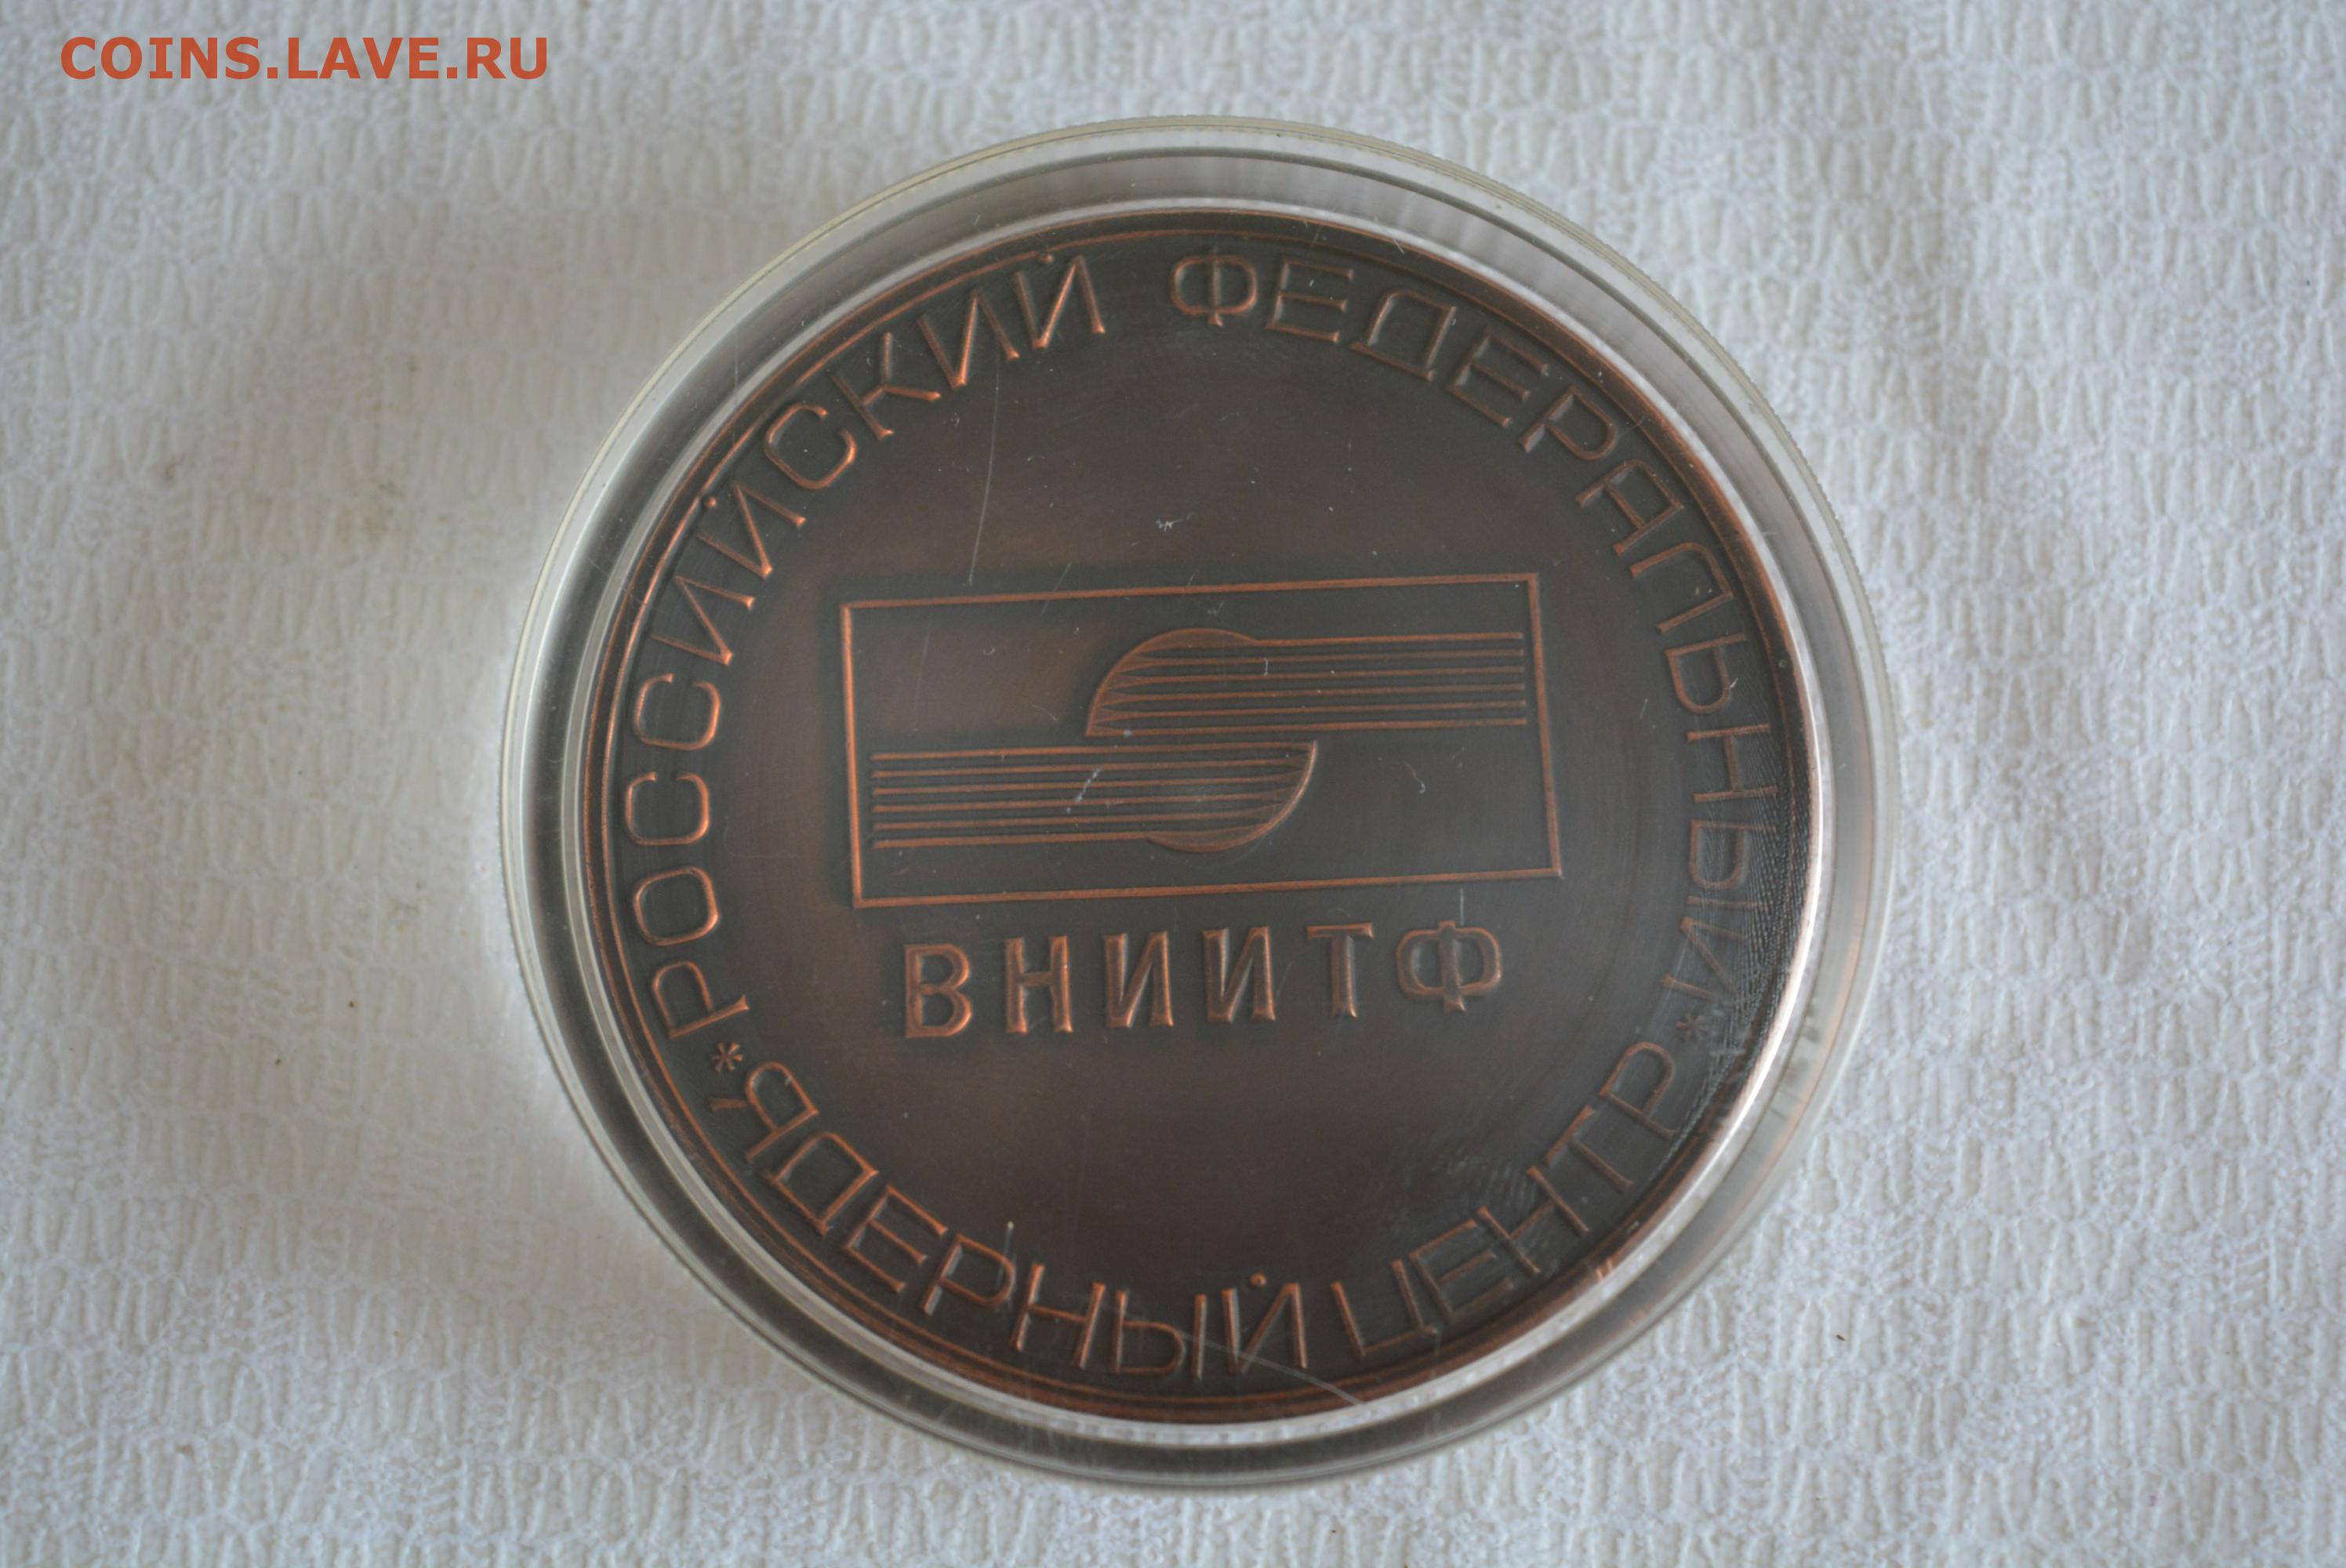 COINS.LAVE.RU
РОССИЙСКИЙ ФЕДЕРАЛЬНЫЙ
ВНИИТФ
*ЯДЕРНЫЙ ЦЕНТР*